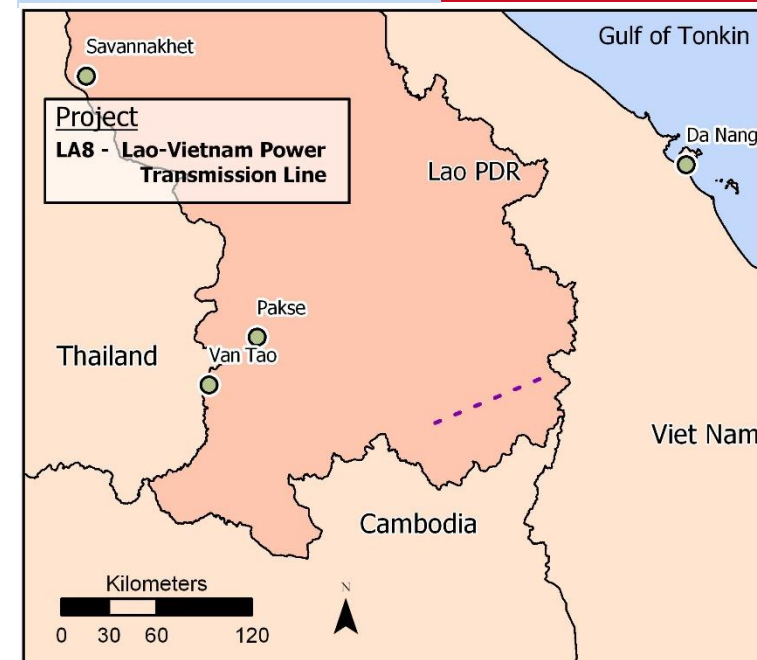 Gulf of Tonkin
Savannakhet
Project
LA8 - Lao-Vietnam Power
Transmission Line
Da Nang
Lao PDR
Pakse
Thailand
Van Tao
Viet Nam
Cambodia
Kilometers
N
0 30 60 120